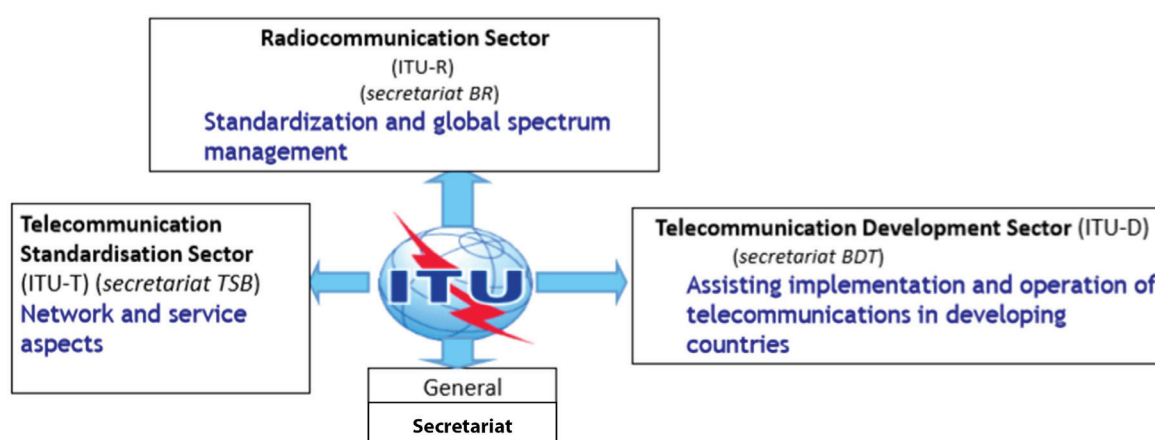 Radiocommunication Sector
(ITU-R)
(secretariat BR)
Standardization and global spectrum
management
Telecommunication
Standardisation Sector
(ITU-T) (secretariat TSB)
Network and service
aspects
ITU
Telecommunication Development Sector (ITU-D)
(secretariat BDT)
Assisting implementation and operation of
telecommunications in developing
countries
General
Secretariat